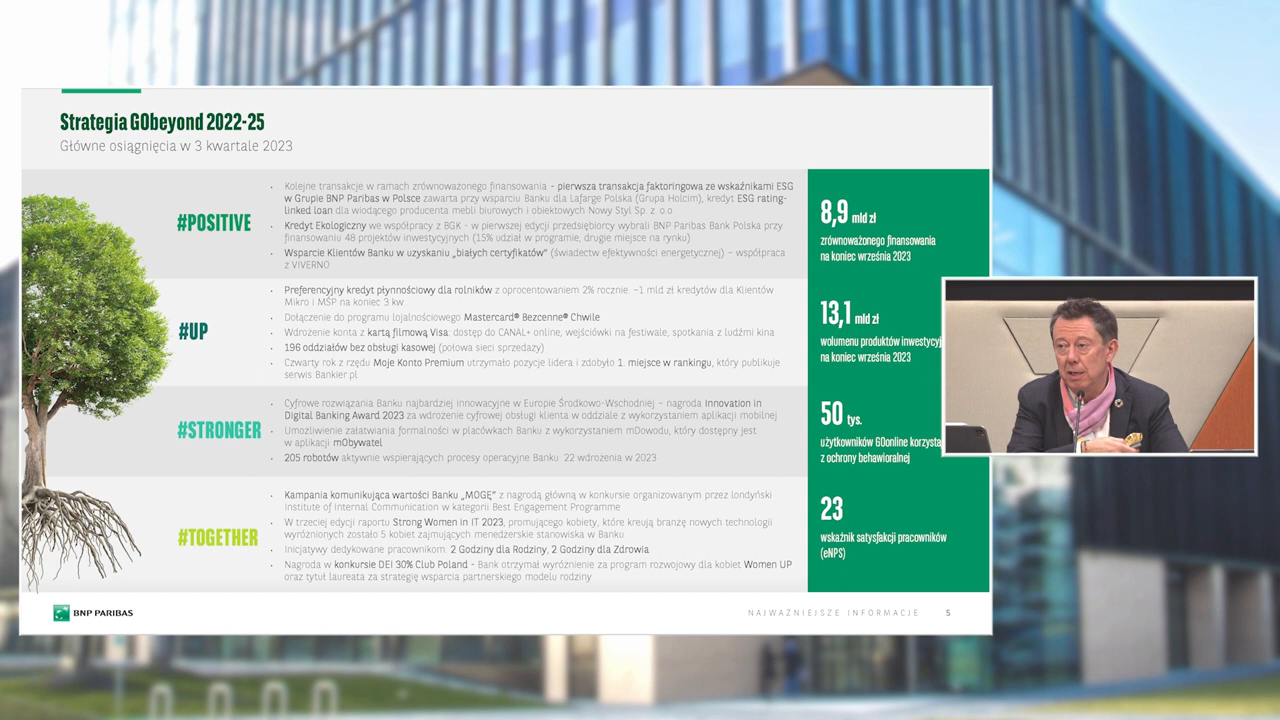 Strategia GObeyond 2022-25
Główne osiągnięcia w 3 kwartale 2023
#POSITIVE
• Kolejne transakcje w ramach zrównoważonego finansowania - pierwsza transakcja faktoringowa ze wskaźnikami ESG
w Grupie BNP Paribas w Polsce zawarta przy wsparciu Banku dla Lafarge Polska (Grupa Holcim), kredyt ESG rating-
linked loan dla wiodącego producenta mebli biurowych i obiektowych Nowy Styl Sp. z o.o
• Kredyt Ekologiczny we współpracy z BGK - w pierwszej edycji przedsiębiorcy wybrali BNP Paribas Bank Polska przy
finansowaniu 48 projektów inwestycyjnych (15% udział w programie, drugie miejsce na rynku)
• Wsparcie Klientów Banku w uzyskaniu „białych certyfikatów" (świadectw efektywności energetycznej) – współpraca
z VIVERNO
#UP
• Preferencyjny kredyt płynnościowy dla rolników z oprocentowaniem 2% rocznie. ~1 mld zł kredytów dla Klientów
Mikro i MŚP na koniec 3 kw
• Dołączenie do programu lojalnościowego Mastercard® Bezcenne® Chwile
• Wdrożenie konta z kartą filmową Visa: dostęp do CANAL+ online, wejściówki na festiwale, spotkania z ludźmi kina
• 196 oddziałów bez obsługi kasowej (połowa sieci sprzedaży)
• Czwarty rok z rzędu Moje Konto Premium utrzymało pozycje lidera i zdobyło 1. miejsce w rankingu, który publikuje
serwis Bankier.pl.
#STRONGER
• Cyfrowe rozwiązania Banku najbardziej innowacyjne w Europie Środkowo-Wschodniej – nagroda Innovation in
Digital Banking Award 2023 za wdrożenie cyfrowej obsługi klienta w oddziale z wykorzystaniem aplikacji mobilnej
• Umożliwienie załatwiania formalności w placówkach Banku z wykorzystaniem mDowodu, który dostępny jest
w aplikacji mObywatel
• 205 robotów aktywnie wspierających procesy operacyjne Banku. 22 wdrożenia w 2023
#TOGETHER
• Kampania komunikująca wartości Banku „MOGĘ" z nagrodą główną w konkursie organizowanym przez londyński
Institute of Internal Communication w kategorii Best Engagement Programme
• W trzeciej edycji raportu Strong Women in IT 2023, promującego kobiety, które kreują branżę nowych technologii
wyróżnionych zostało 5 kobiet zajmujących menedżerskie stanowiska w Banku
• Inicjatywy dedykowane pracownikom: 2 Godziny dla Rodziny, 2 Godziny dla Zdrowia
• Nagroda w konkursie DEI 30% Club Poland - Bank otrzymał wyróżnienie za program rozwojowy dla kobiet Women UP
oraz tytuł laureata za strategię wsparcia partnerskiego modelu rodziny
8,9 mld zł
zrównoważonego finansowania
na koniec września 2023
13,1 mld zł
wolumenu produktów inwestycyj
na koniec września 2023
50 tys.
użytkowników GOonline korzysta
z ochrony behawioralnej
23
wskaźnik satysfakcji pracowników
(eNPS)
BNP PARIBAS
NAJWAŻNIEJSZE INFORMACJE 5